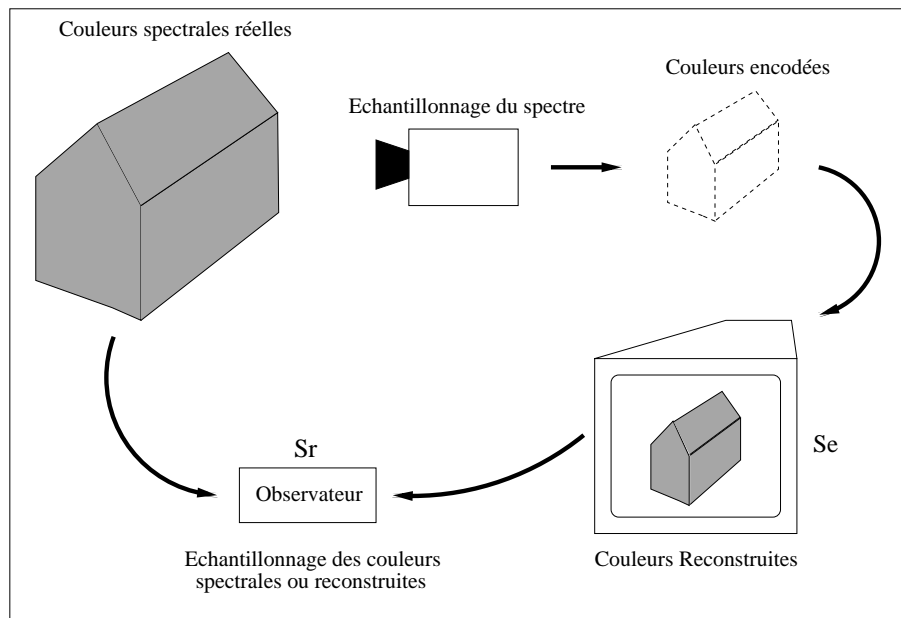 Couleurs spectrales réelles
Couleurs encodées
Echantillonnage du spectre
Sr
Se
Observateur
Echantillonnage des couleurs
spectrales ou reconstruites
Couleurs Reconstruites